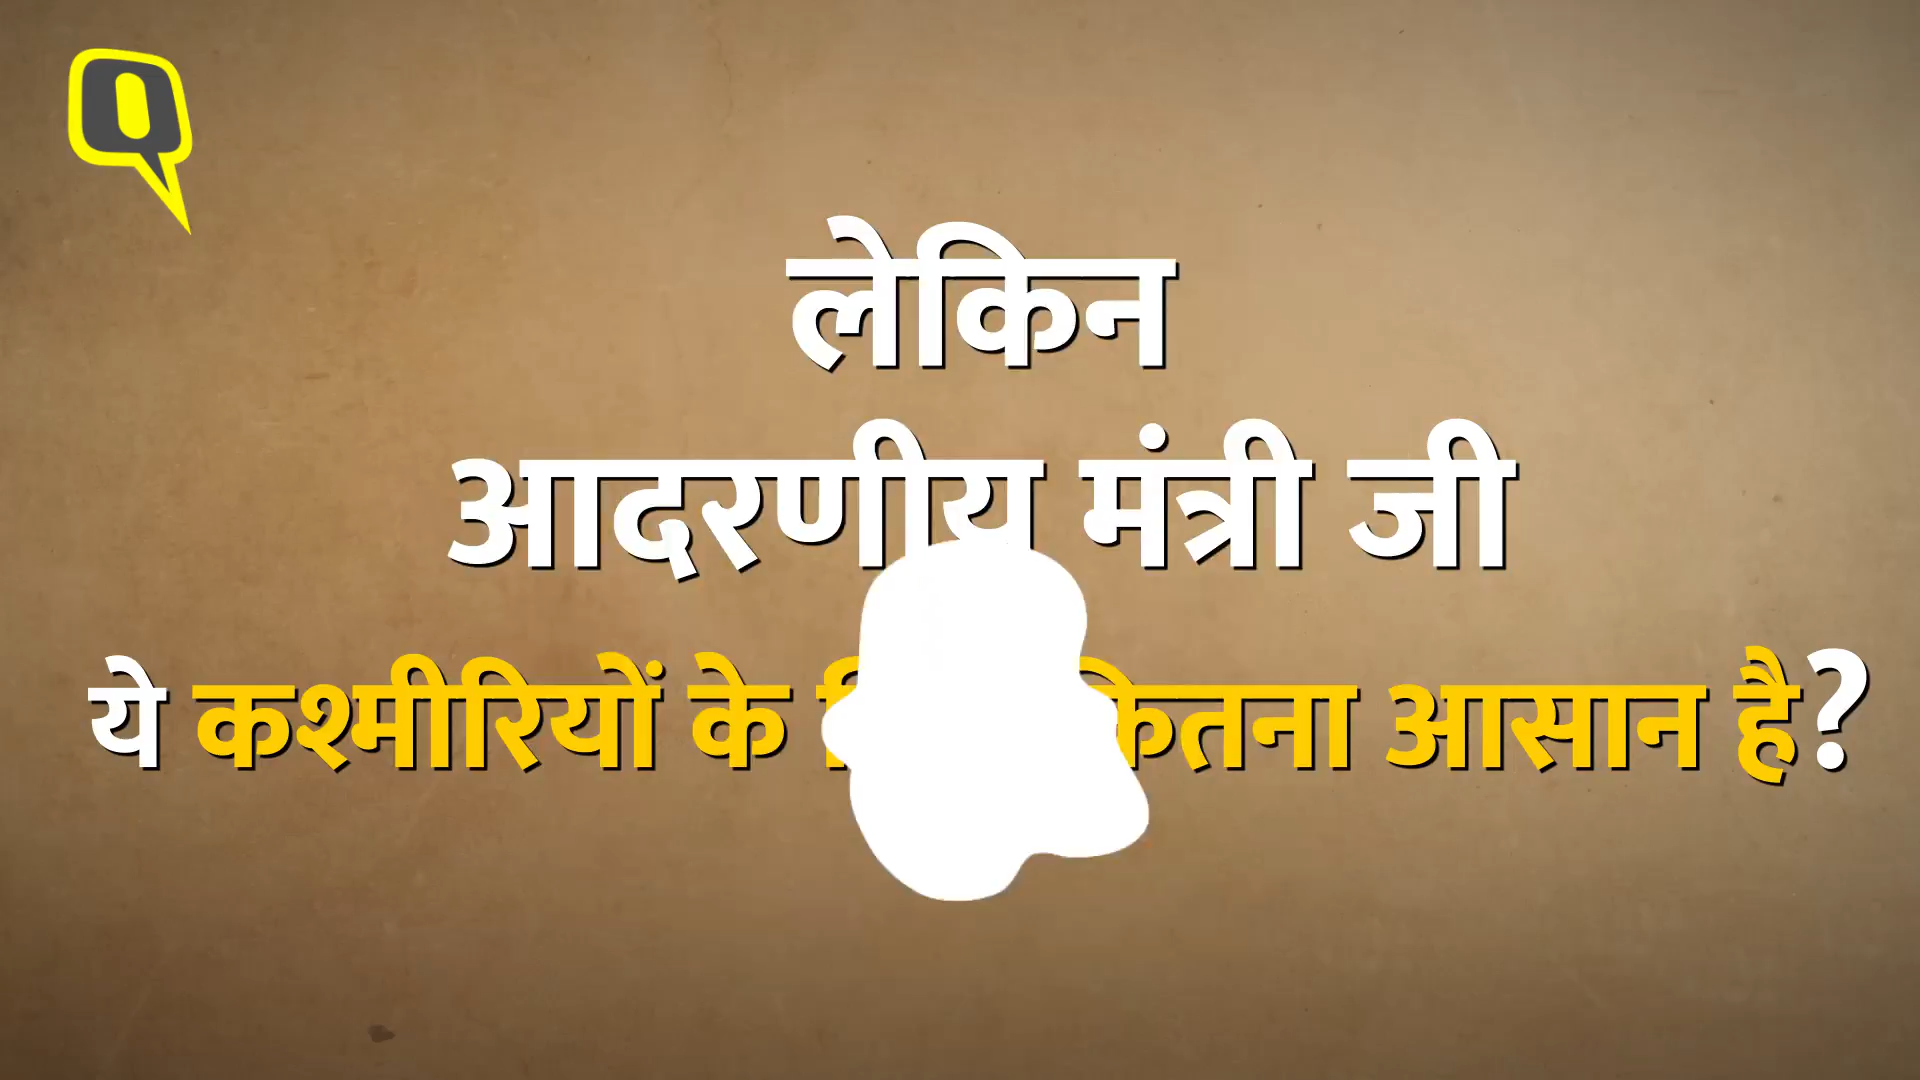 लेकिन
आदरणीय मंत्री जी
ये कश्मीरियों के कितना आसान है?